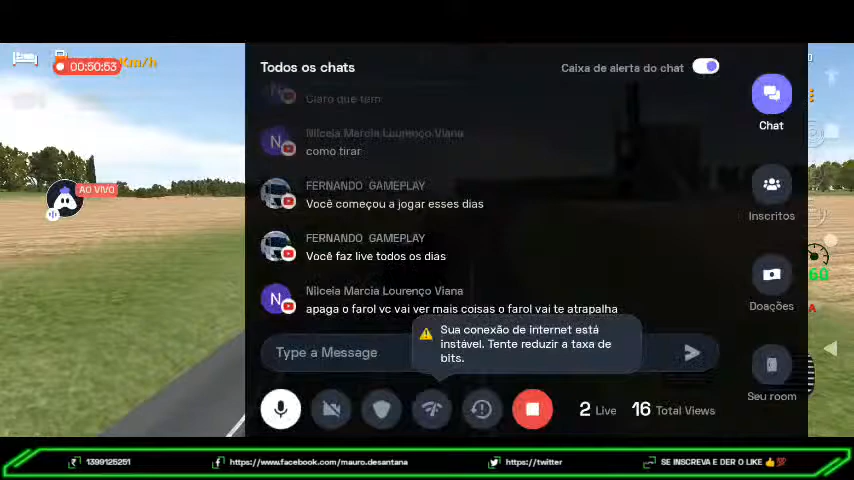 Todos os chats
Caixa de alerta do chat
Km/h
00:50:53
Claro que tem
Chat
Nilceia Marcia Lourenço Viana
como tirar
FERNANDO GAMEPLAY
Você começou a jogar esses dias
AO VIVO
Inscritos
FERNANDO GAMEPLAY
Você faz live todos os dias
Nilceia Marcia Lourenço Viana
apaga o farol vc vai ver mais coisas o farol vai te atrapalha
Doações
Sua conexão de internet está
instável. Tente reduzir a taxa de
bits.
Type a Message
Seu room
2 Live
16 Total Views
1399125251
https://www.facebook.com/mauro.desantana
https://twitter
SE INSCREVA E DER O LIKE 👍💯